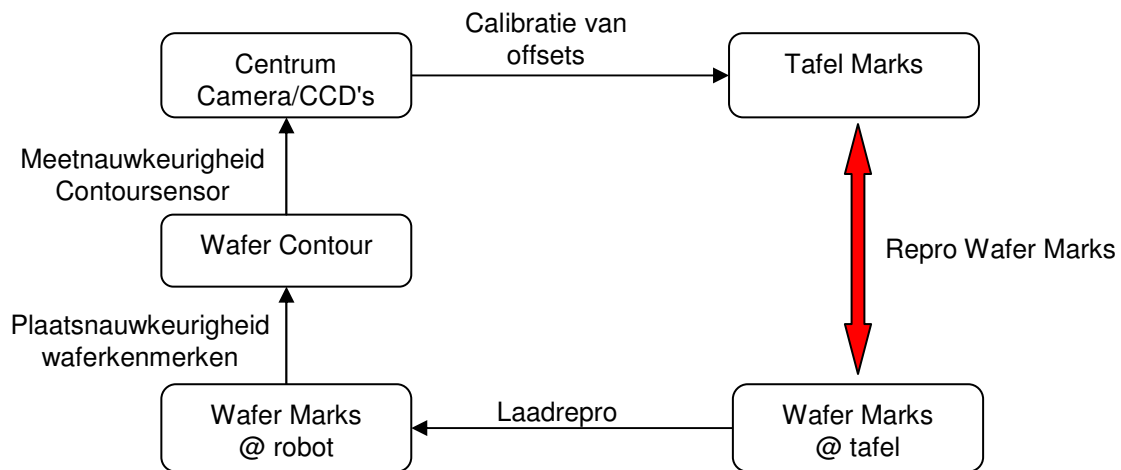 Calibratie van
offsets
Centrum
Camera/CCD's
Tafel Marks
Meetnauwkeurigheid
Contoursensor
Wafer Contour
Repro Wafer Marks
Plaatsnauwkeurigheid
waferkenmerken
Wafer Marks
@ robot
Laadrepro
Wafer Marks
@ tafel